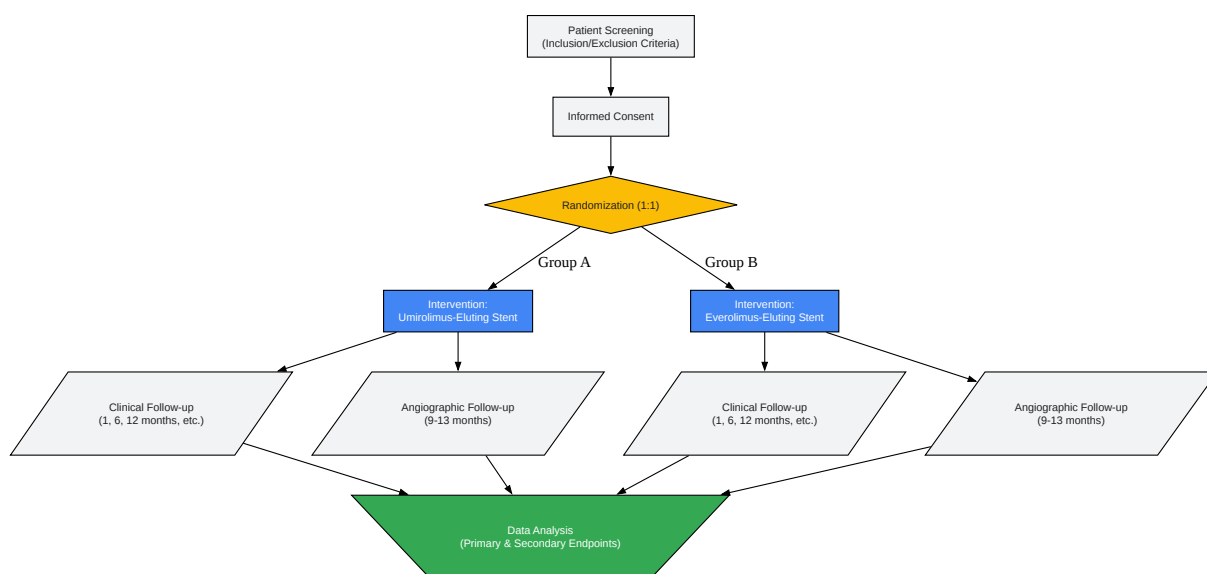 Patient Screening
(Inclusion/Exclusion Criteria)
Informed Consent
Randomization (1:1)
Group A
Group B
Intervention:
Umirolimus-Eluting Stent
Intervention:
Everolimus-Eluting Stent
Clinical Follow-up
(1, 6, 12 months, etc.)
Angiographic Follow-up
(9-13 months)
Clinical Follow-up
(1, 6, 12 months, etc.)
Angiographic Follow-up
(9-13 months)
Data Analysis
(Primary & Secondary Endpoints)